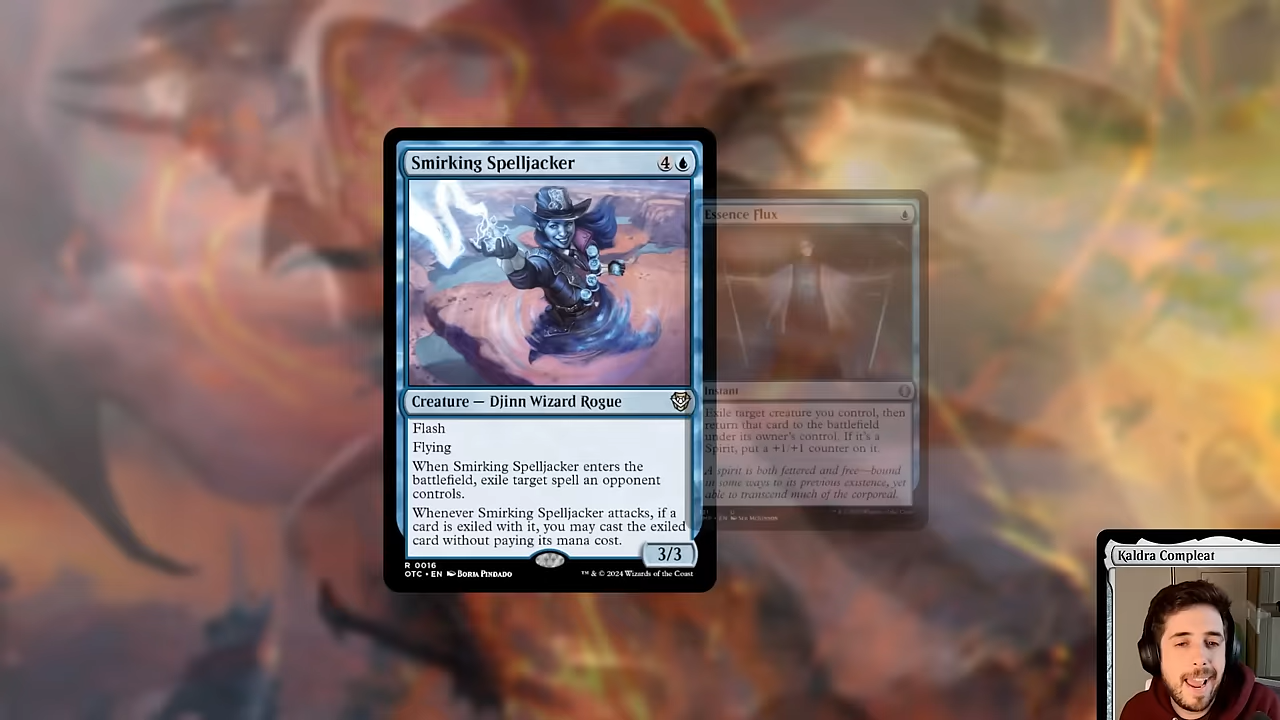 Smirking Spelljacker 4
Creature — Djinn Wizard Rogue
Flash
Flying
When Smirking Spelljacker enters the
battlefield, exile target spell an opponent
controls.
Whenever Smirking Spelljacker attacks, if a
card is exiled with it, you may cast the exiled
card without paying its mana cost.
3/3
R 0016
OTC • EN Borja Pindado
™ & © 2024 Wizards of the Coast
Essence Flux
Instant
Exile target creature you control, then
return that card to the battlefield
under its owner's control. If it's a
Spirit, put a +1/+1 counter on it.
A spirit is both fettered and free—bound
in some ways to its previous existence, yet
able to transcend much of the corporeal.
Kaldra Compleat